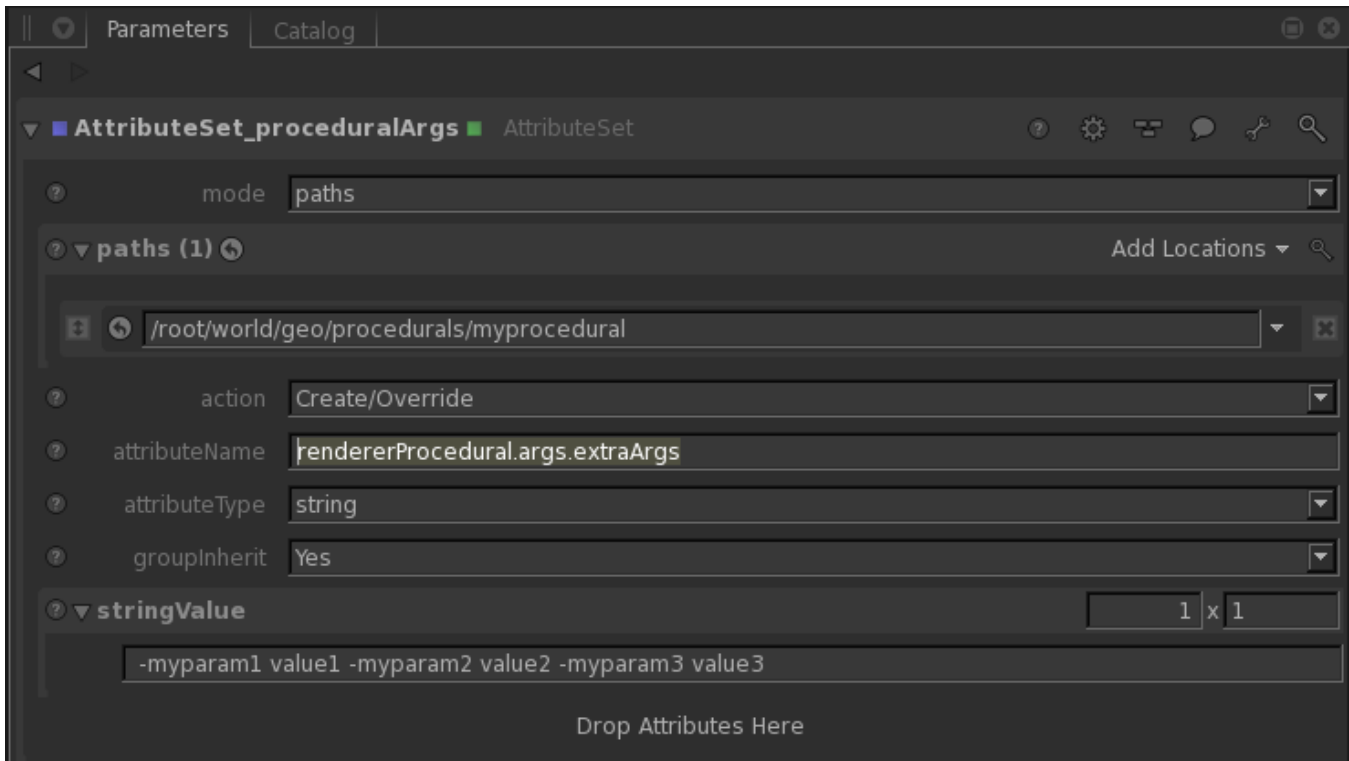 Parameters Catalog
AttributeSet_proceduralArgs AttributeSet
mode paths
paths (1) Add Locations
/root/world/geo/procedurals/myprocedural
action Create/Override
attributeName rendererProcedural.args.extraArgs
attributeType string
groupInherit Yes
stringValue 1 x 1
-myparam1 value1 -myparam2 value2 -myparam3 value3
Drop Attributes Here